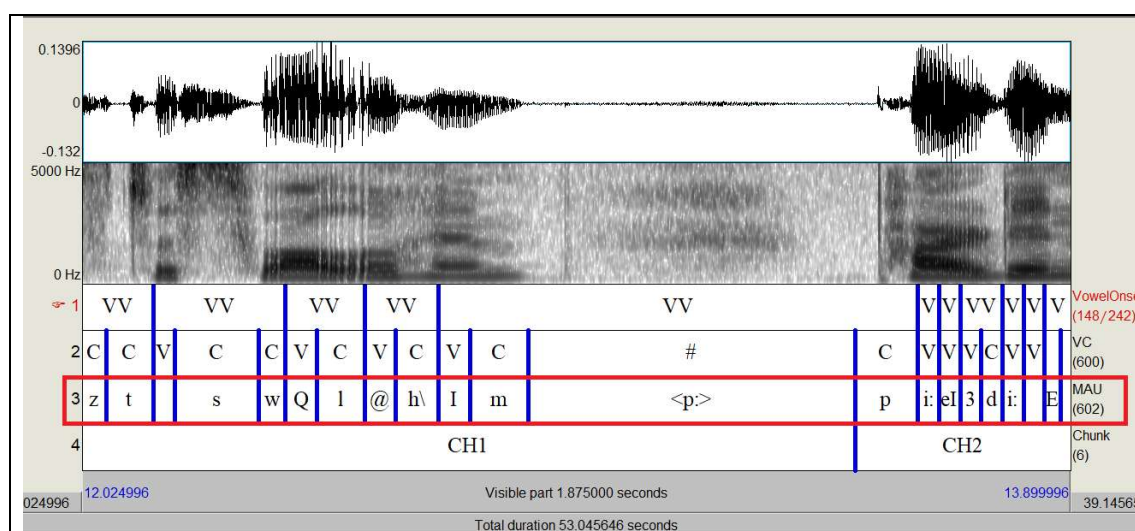 0.1396
0
-0.132
5000 Hz
0 Hz
1 VV VV VV VV VV V V VV V V V VowelOnse (148/242)
2 C C V C C V C V C V C # C V V V C V V VC (600)
3 z t s w Q l @ h\ I m <p:> p i: eI 3 d i: E MAU (602)
4 CH1 CH2 Chunk (6)
12.024996 Visible part 1.875000 seconds 13.899996
024996 39.14565
Total duration 53.045646 seconds